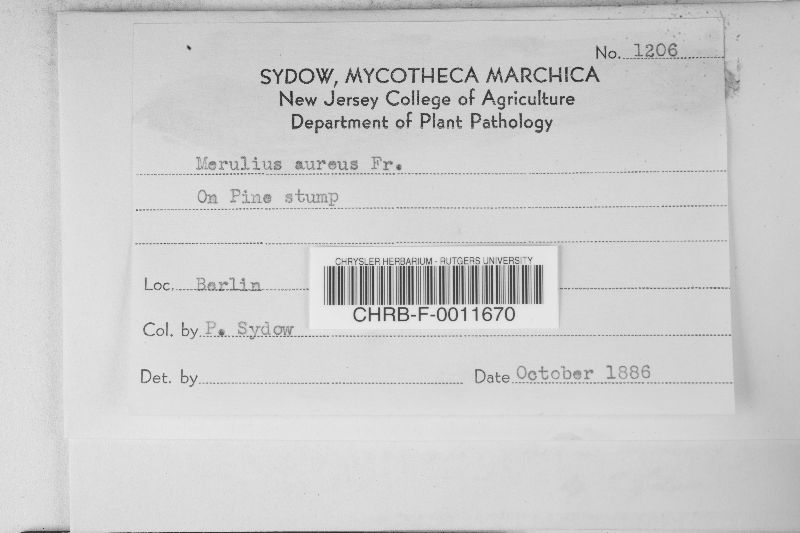 No. 1206
SYDOW, MYCOTHECA MARCHICA
New Jersey College of Agriculture
Department of Plant Pathology
Merulius aureus Fr.
On Pine stump
Loc. Berlin
CHRYSLER HERBARIUM - RUTGERS UNIVERSITY
CHRB-F-0011670
Col. by P. Sydow
Det. by
Date October 1886